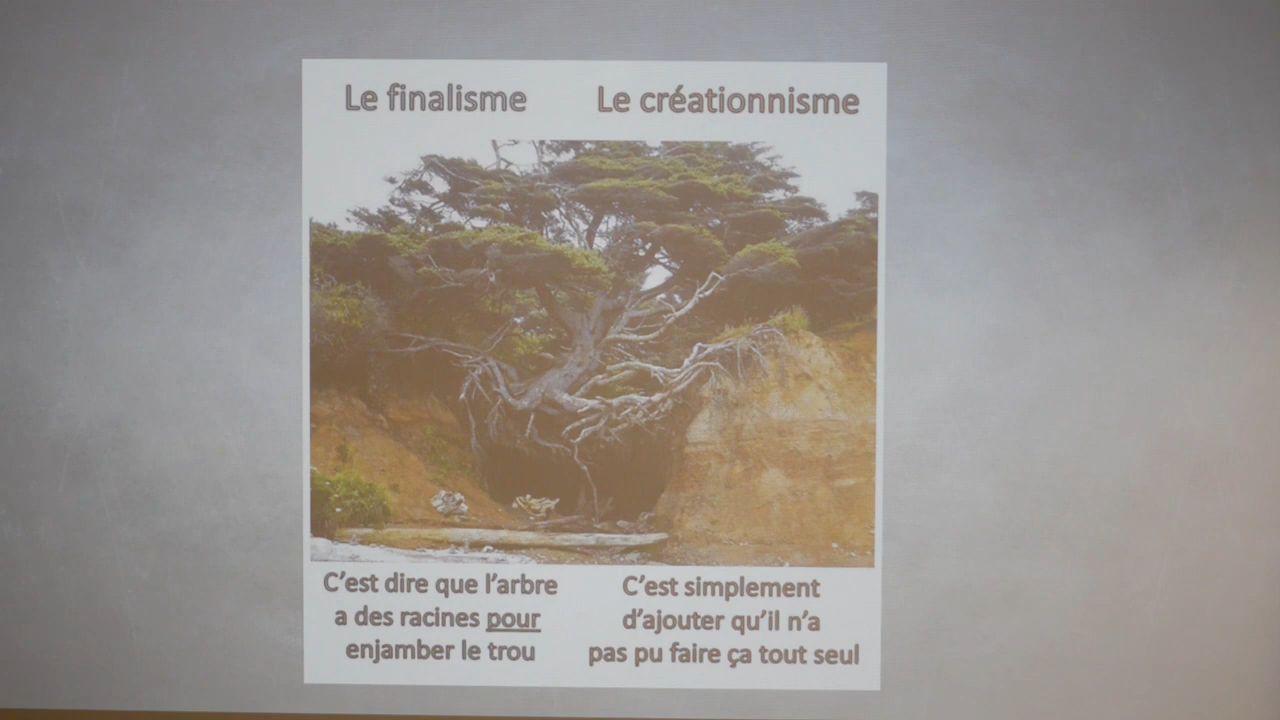 Le finalisme
Le créationnisme
C'est dire que l'arbre
a des racines pour
enjamber le trou
C'est simplement
d'ajouter qu'il n'a
pas pu faire ça tout seul